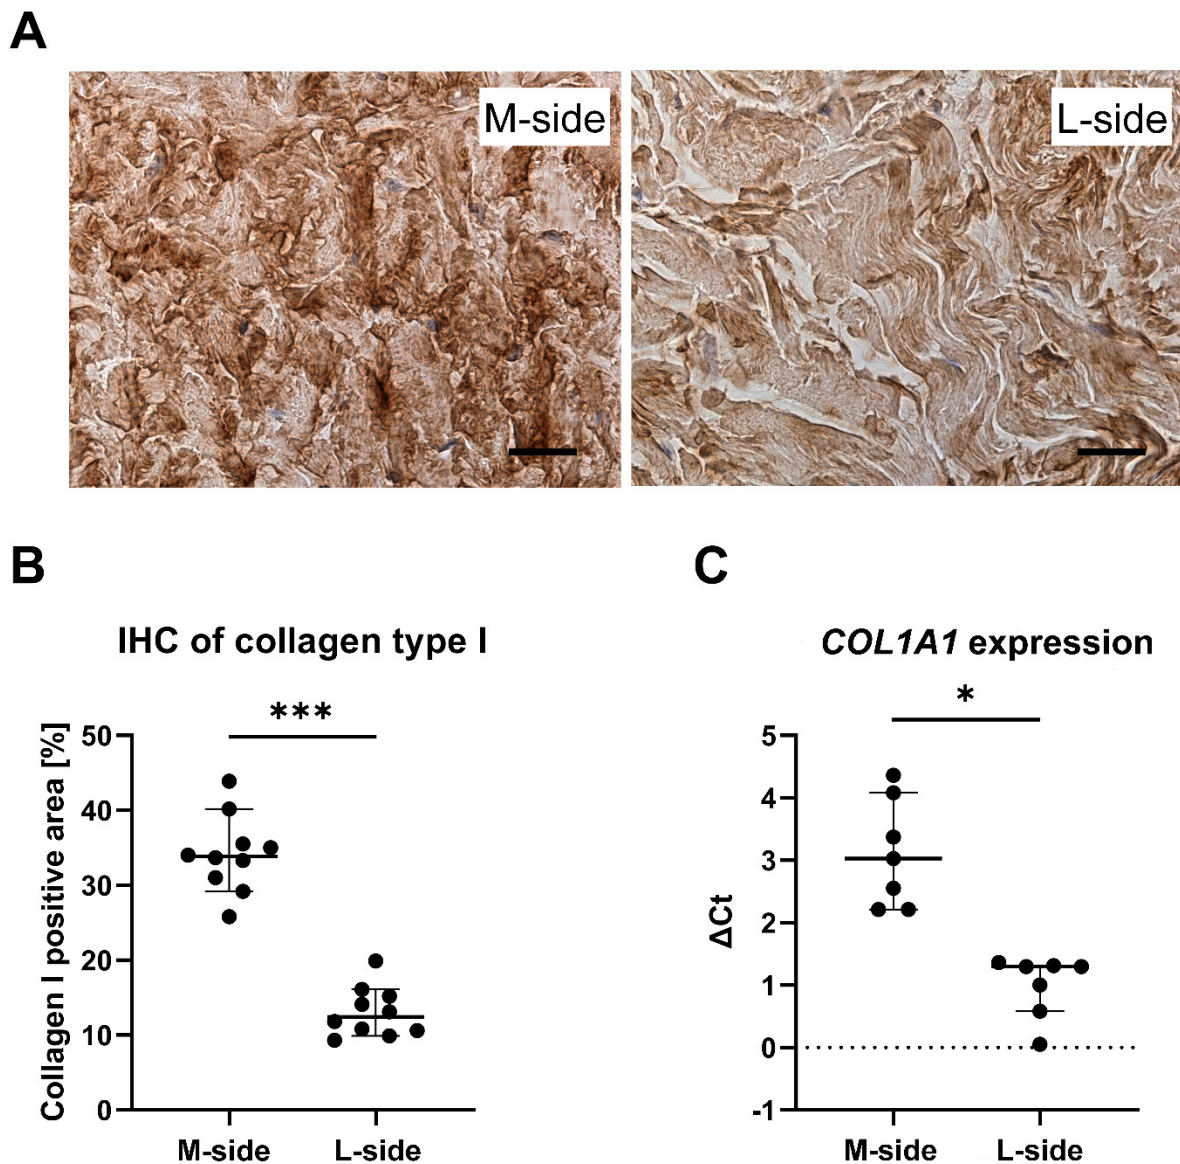 A
M-side
L-side
B
C
IHC of collagen type I
COL1A1 expression
***
*
Collagen I positive area [%]
50
40
30
20
10
0
M-side
L-side
ΔCt
5
4
3
2
1
0
-1
M-side
L-side